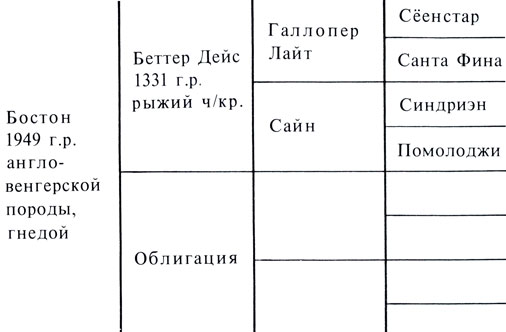 Бостон
1949 г.р.
англо-
венгерской
породы,
гнедой
Беттер Дейс
1331 г.р.
рыжий ч/кр.
Облигация
Галлопер
Лайт
Сайн
Сёенстар
Санта Фина
Синдриэн
Помолоджи